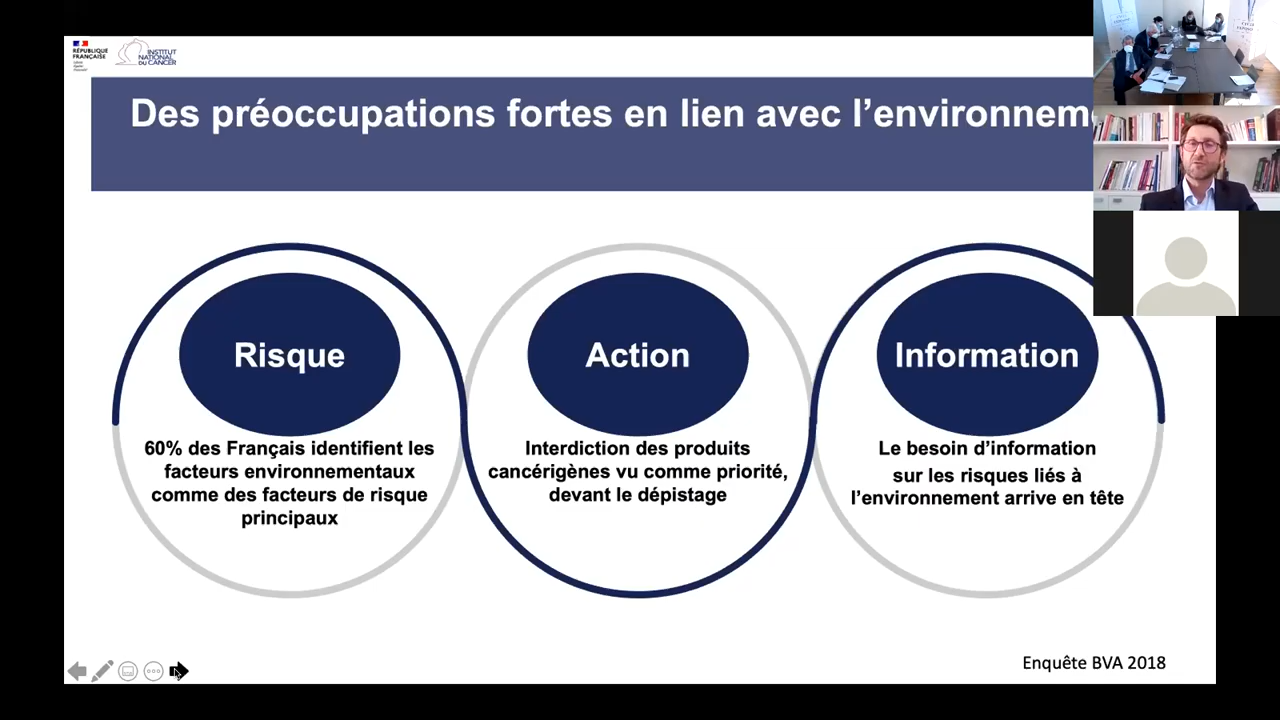 RÉPUBLIQUE
FRANÇAISE
INSTITUT
NATIONAL
DU CANCER
Des préoccupations fortes en lien avec l’environnem
Risque
60% des Français identifient les
facteurs environnementaux
comme des facteurs de risque
principaux
Action
Interdiction des produits
cancérigènes vu comme priorité,
devant le dépistage
Information
Le besoin d’information
sur les risques liés à
l’environnement arrive en tête
Enquête BVA 2018